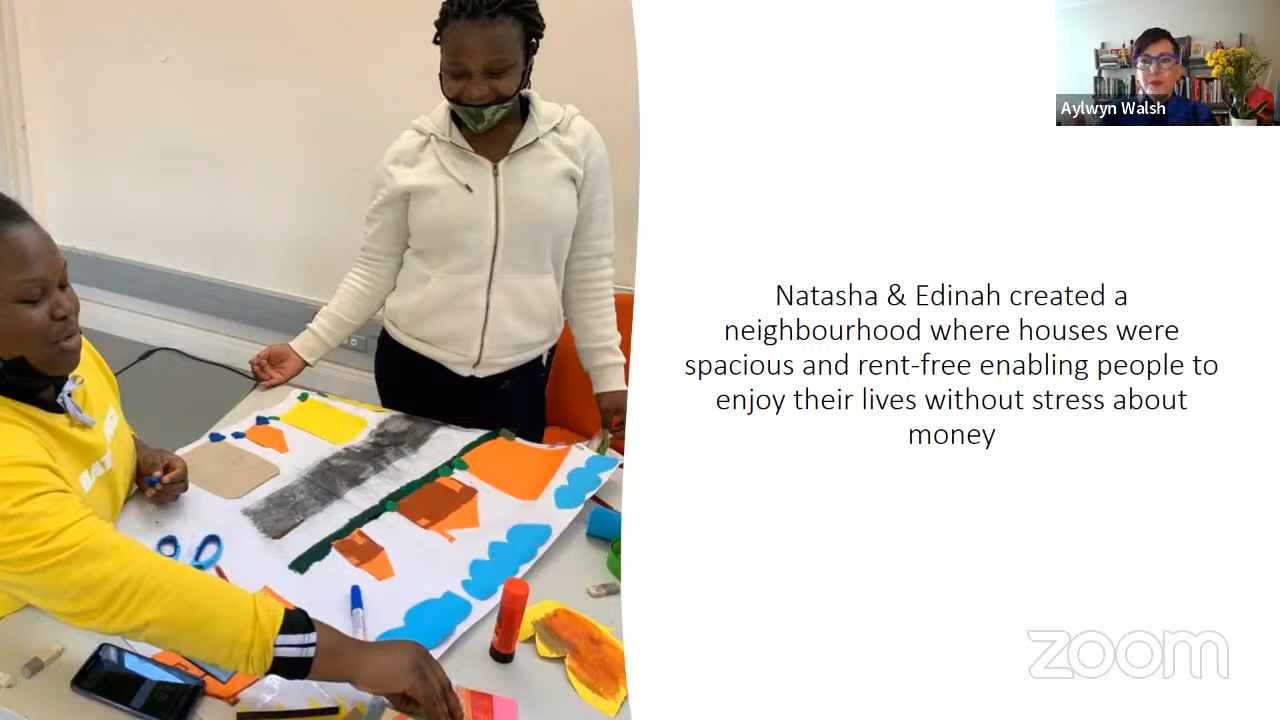 Aylwyn Walsh
Natasha & Edinah created a
neighbourhood where houses were
spacious and rent-free enabling people to
enjoy their lives without stress about
money
zoom